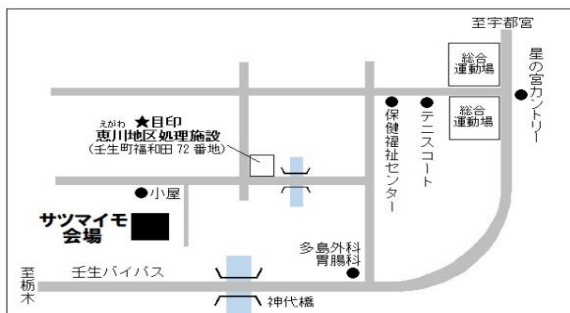 至宇都宮
総合
運動場
星の宮カントリー
えがわ
★目印
恵川地区処理施設
(壬生町福和田72番地)
総合
運動場
保健福祉センター
テニスコート
小屋
サツマイモ
会場
多島外科
胃腸科
至栃木
壬生バイパス
神代橋